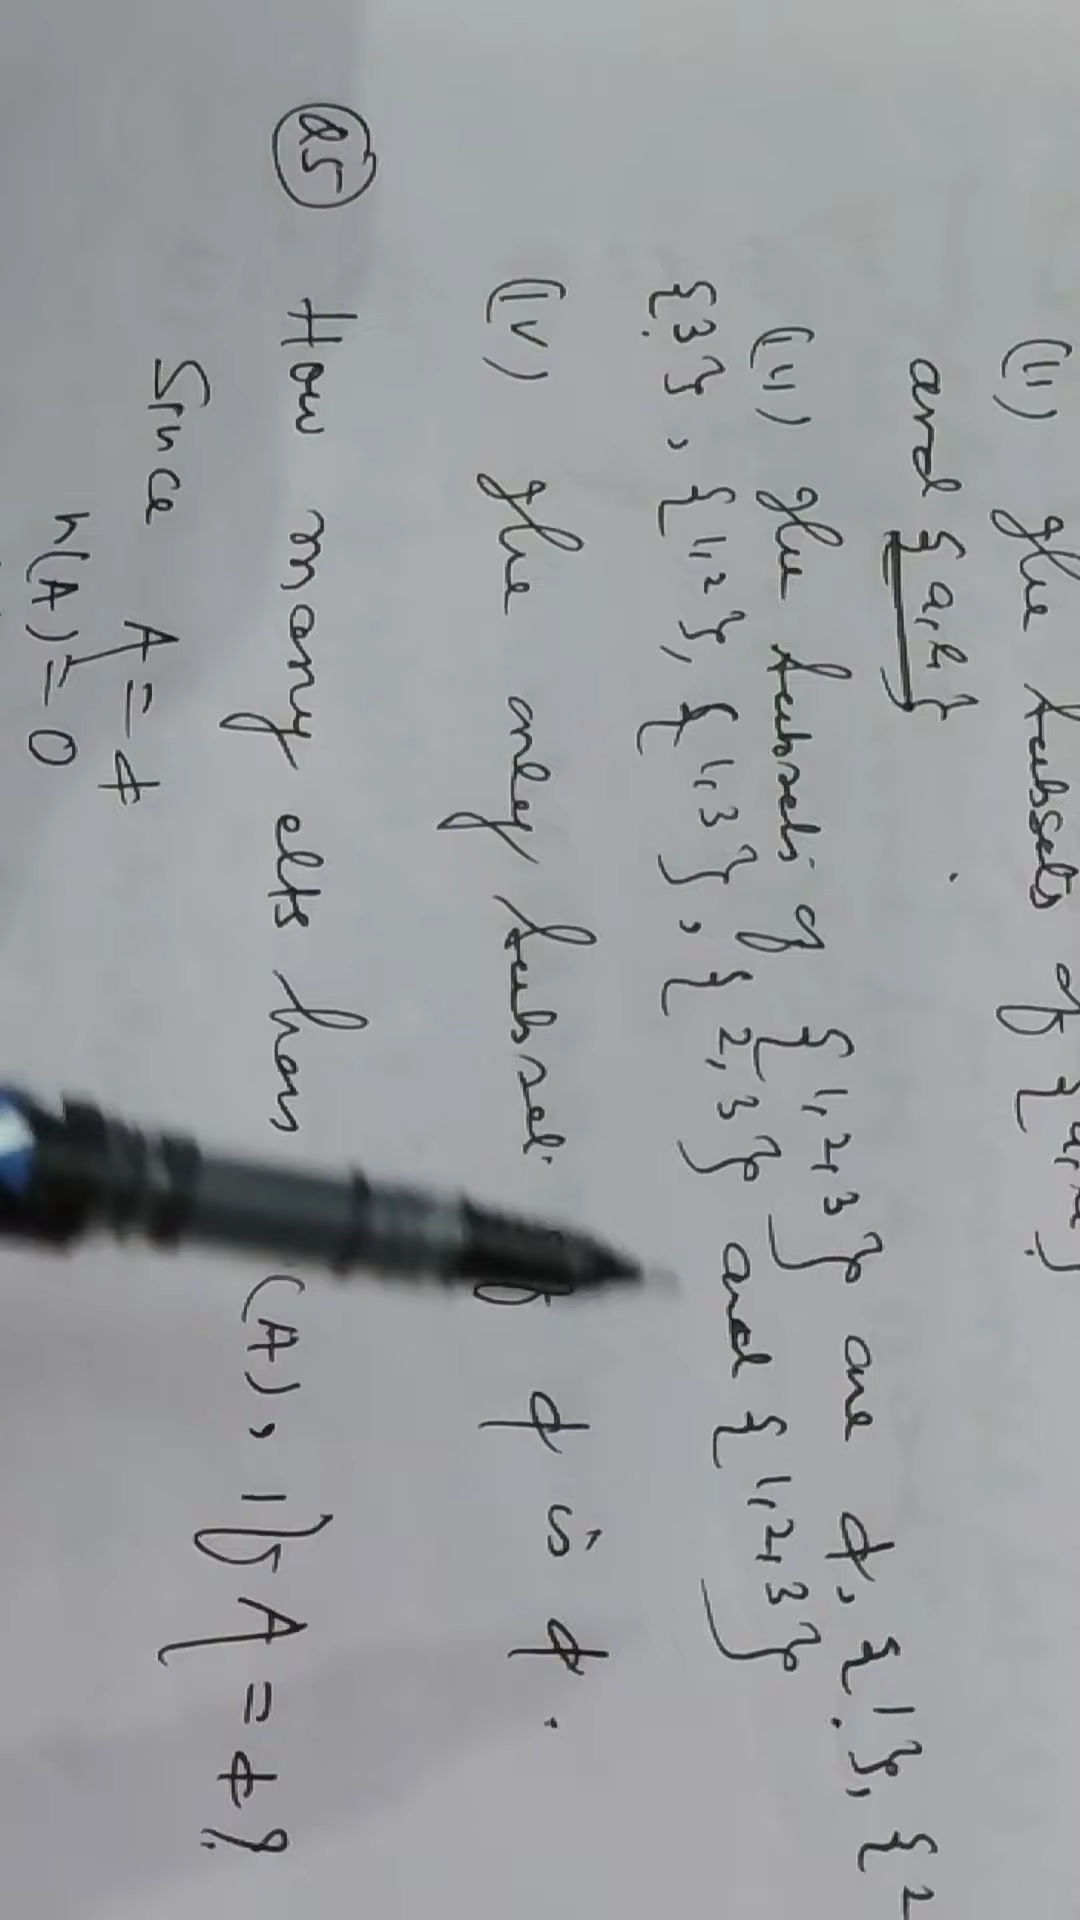 (ii) The subsets of {a,b}
and {a,b}
(iii) The subsets of {1,2,3} are ϕ, {1}, {2
{3}, {1,2}, {1,3}, {2,3} and {1,2,3}
(iv) The only subset ϕ is ϕ.
Q5 How many elts has (A), if A = ϕ?
Since A = ϕ
n(A) = 0